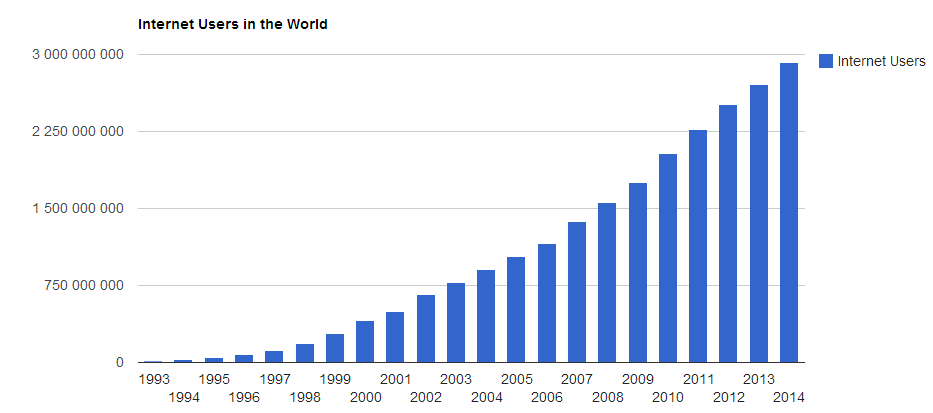 Internet Users in the World
3 000 000 000
2 250 000 000
1 500 000 000
750 000 000
0
Internet Users
1993 1995 1997 1999 2001 2003 2005 2007 2009 2011 2013
1994 1996 1998 2000 2002 2004 2006 2008 2010 2012 2014